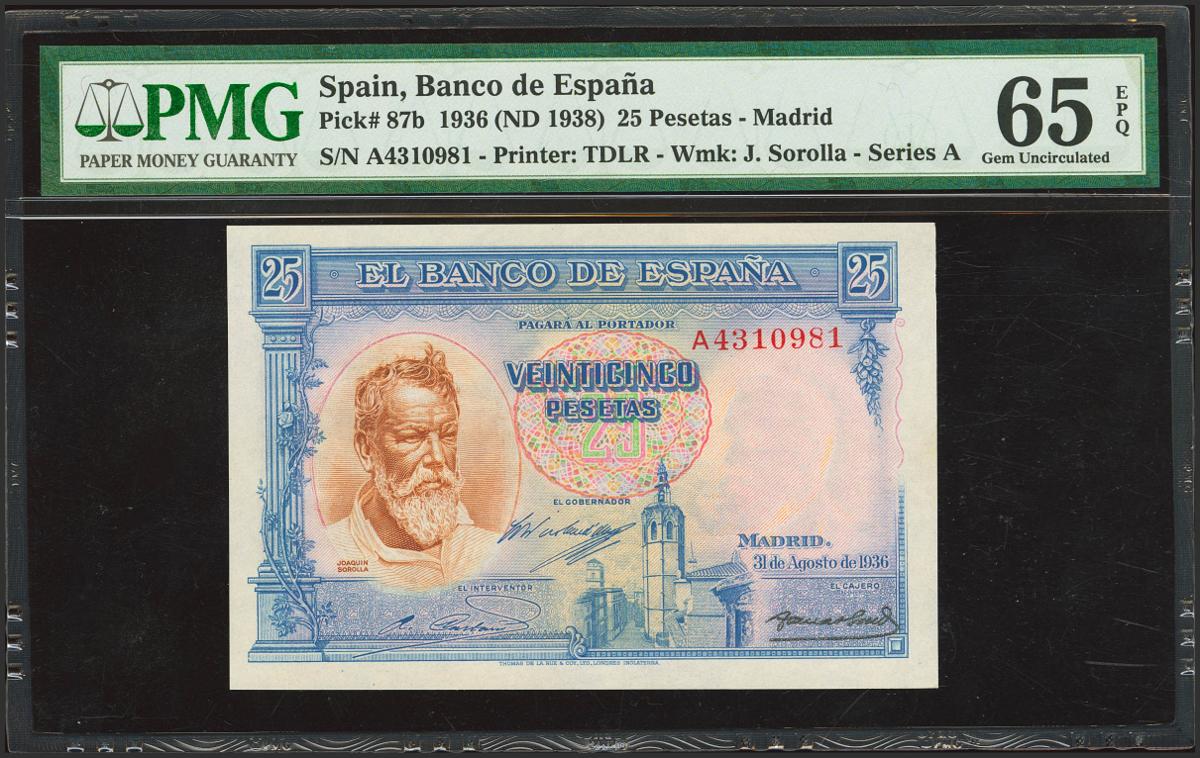 PMG
PAPER MONEY GUARANTY
Spain, Banco de España
Pick# 87b 1936 (ND 1938) 25 Pesetas - Madrid
S/N A4310981 - Printer: TDLR - Wmk: J. Sorolla - Series A
65
EPQ
Gem Uncirculated
25
EL BANCO DE ESPAÑA
25
PAGARÁ AL PORTADOR
A4310981
VEINTICINCO
PESETAS
25
EL GOBERNADOR
JOAQUIN
SOROLLA
MADRID.
31 de Agosto de 1936
EL INTERVENTOR
EL CAJERO
THOMAS DE LA RUE & COY, LTD, LONDRES INGLATERRA.